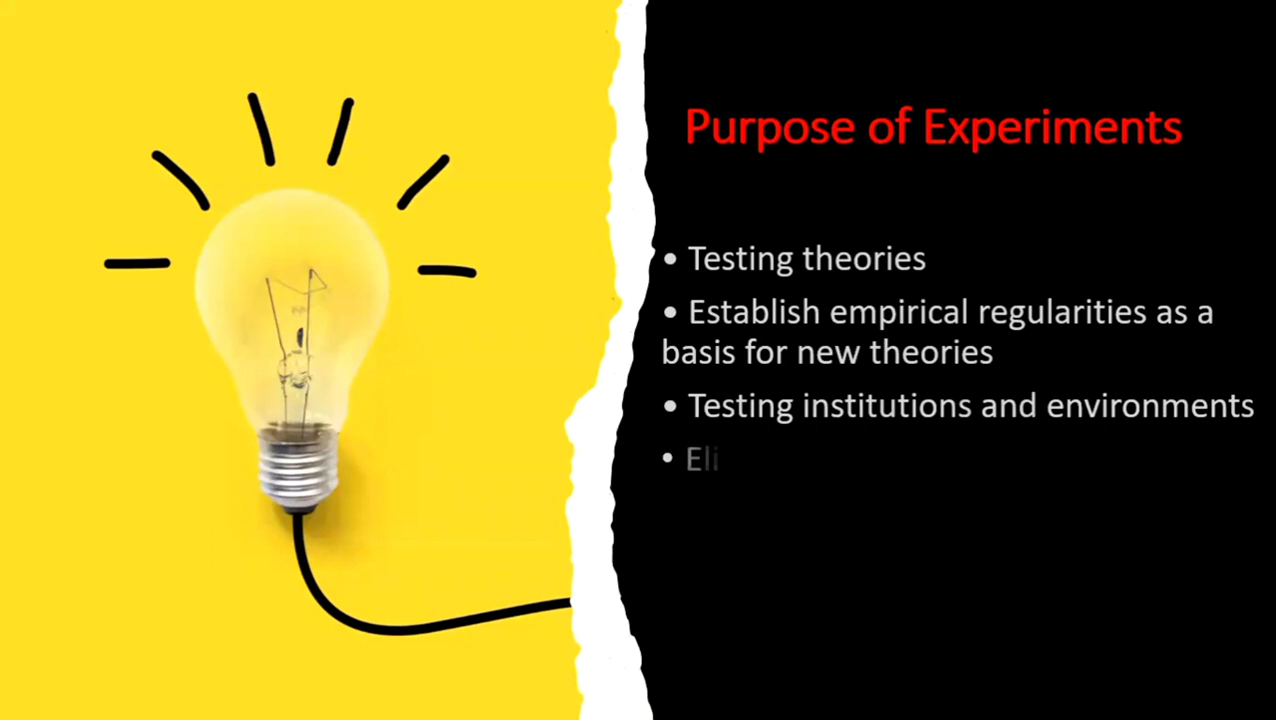 Purpose of Experiments
• Testing theories
• Establish empirical regularities as a
basis for new theories
• Testing institutions and environments
• Eli